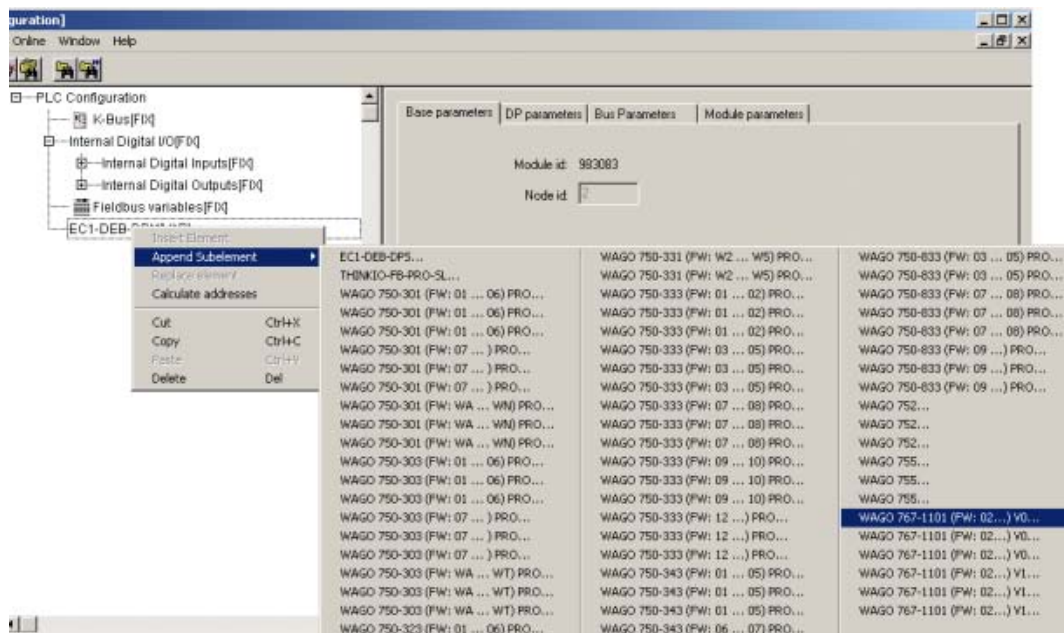 guration]
Online Window Help
PLC Configuration
K-Bus[FIX]
Internal Digital I/O[FIX]
Internal Digital Inputs[FIX]
Internal Digital Outputs[FIX]
Fieldbus variables[FIX]
EC1-DEB-
Base parameters DP parameters Bus Parameters Module parameters
Module id: 983083
Node id: 2
Insert Element
Append Subelement
Replace element
Calculate addresses
Cut Ctrl+X
Copy Ctrl+C
Paste Ctrl+V
Delete Del
EC1-DEB-DPS...
THINKIO-FB-PRO-SL...
WAGO 750-301 (FW: 01 ... 06) PRO...
WAGO 750-301 (FW: 01 ... 06) PRO...
WAGO 750-301 (FW: 01 ... 06) PRO...
WAGO 750-301 (FW: 07 ... ) PRO...
WAGO 750-301 (FW: 07 ... ) PRO...
WAGO 750-301 (FW: 07 ... ) PRO...
WAGO 750-301 (FW: WA ... WN) PRO...
WAGO 750-301 (FW: WA ... WN) PRO...
WAGO 750-301 (FW: WA ... WN) PRO...
WAGO 750-303 (FW: 01 ... 06) PRO...
WAGO 750-303 (FW: 01 ... 06) PRO...
WAGO 750-303 (FW: 01 ... 06) PRO...
WAGO 750-303 (FW: 07 ... ) PRO...
WAGO 750-303 (FW: 07 ... ) PRO...
WAGO 750-303 (FW: 07 ... ) PRO...
WAGO 750-303 (FW: WA ... WT) PRO...
WAGO 750-303 (FW: WA ... WT) PRO...
WAGO 750-303 (FW: WA ... WT) PRO...
WAGO 750-323 (FW: 01 ... 06) PRO...
WAGO 750-331 (FW: W2 ... W5) PRO...
WAGO 750-331 (FW: W2 ... W5) PRO...
WAGO 750-333 (FW: 01 ... 02) PRO...
WAGO 750-333 (FW: 01 ... 02) PRO...
WAGO 750-333 (FW: 01 ... 02) PRO...
WAGO 750-333 (FW: 03 ... 05) PRO...
WAGO 750-333 (FW: 03 ... 05) PRO...
WAGO 750-333 (FW: 03 ... 05) PRO...
WAGO 750-333 (FW: 07 ... 08) PRO...
WAGO 750-333 (FW: 07 ... 08) PRO...
WAGO 750-333 (FW: 07 ... 08) PRO...
WAGO 750-333 (FW: 09 ... 10) PRO...
WAGO 750-333 (FW: 09 ... 10) PRO...
WAGO 750-333 (FW: 09 ... 10) PRO...
WAGO 750-333 (FW: 12 ...) PRO...
WAGO 750-333 (FW: 12 ...) PRO...
WAGO 750-333 (FW: 12 ...) PRO...
WAGO 750-343 (FW: 01 ... 05) PRO...
WAGO 750-343 (FW: 01 ... 05) PRO...
WAGO 750-343 (FW: 01 ... 05) PRO...
WAGO 750-343 (FW: 06 ... 07) PRO...
WAGO 750-833 (FW: 03 ... 05) PRO...
WAGO 750-833 (FW: 03 ... 05) PRO...
WAGO 750-833 (FW: 07 ... 08) PRO...
WAGO 750-833 (FW: 07 ... 08) PRO...
WAGO 750-833 (FW: 07 ... 08) PRO...
WAGO 750-833 (FW: 09 ...) PRO...
WAGO 750-833 (FW: 09 ...) PRO...
WAGO 750-833 (FW: 09 ...) PRO...
WAGO 752...
WAGO 752...
WAGO 752...
WAGO 755...
WAGO 755...
WAGO 755...
WAGO 767-1101 (FW: 02...) V0...
WAGO 767-1101 (FW: 02...) V0...
WAGO 767-1101 (FW: 02...) V0...
WAGO 767-1101 (FW: 02...) V1...
WAGO 767-1101 (FW: 02...) V1...
WAGO 767-1101 (FW: 02...) V1...